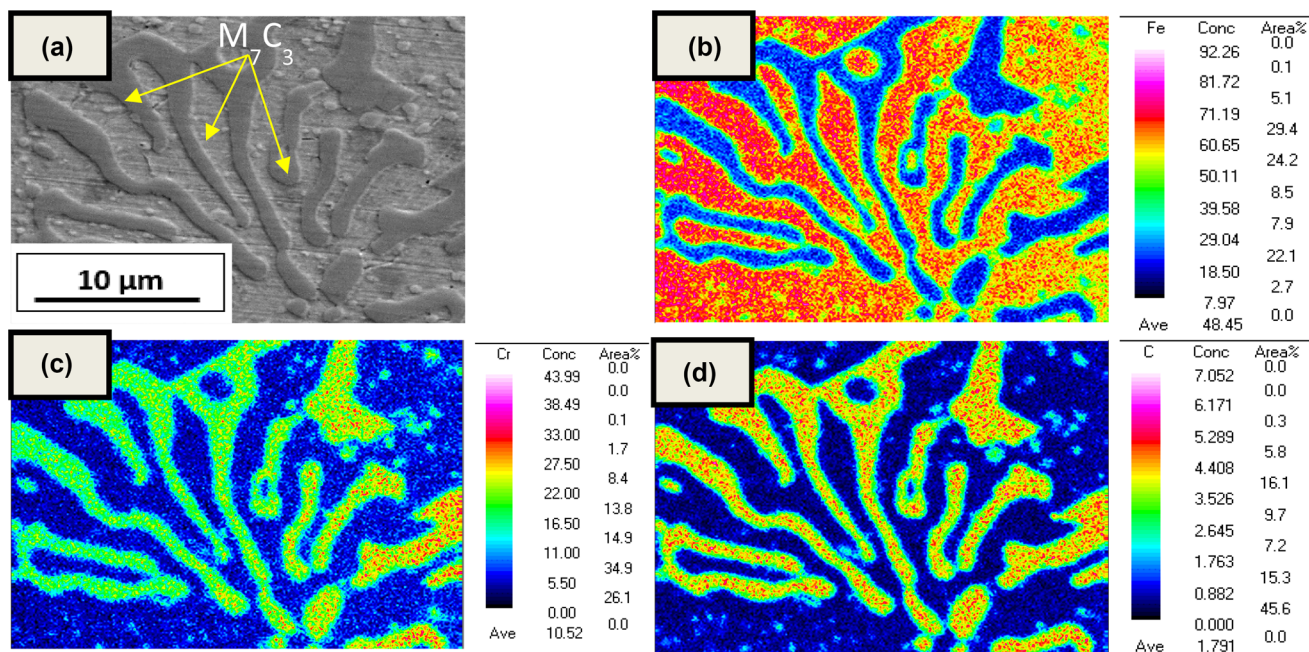 (a)
M7C3
10 µm
(b)
Fe Conc Area%
92.26 0.0
81.72 0.1
71.19 5.1
60.65 29.4
50.11 24.2
39.58 8.5
29.04 7.9
18.50 22.1
7.97 2.7
0.0
Ave 48.45
(c)
Cr Conc Area%
43.99 0.0
38.49 0.0
33.00 0.1
27.50 1.7
22.00 8.4
16.50 13.8
11.00 14.9
5.50 34.9
0.00 26.1
Ave 10.52 0.0
(d)
C Conc Area%
7.052 0.0
6.171 0.0
5.289 0.3
4.408 5.8
3.526 16.1
2.645 9.7
1.763 7.2
0.882 15.3
0.000 45.6
Ave 1.791 0.0